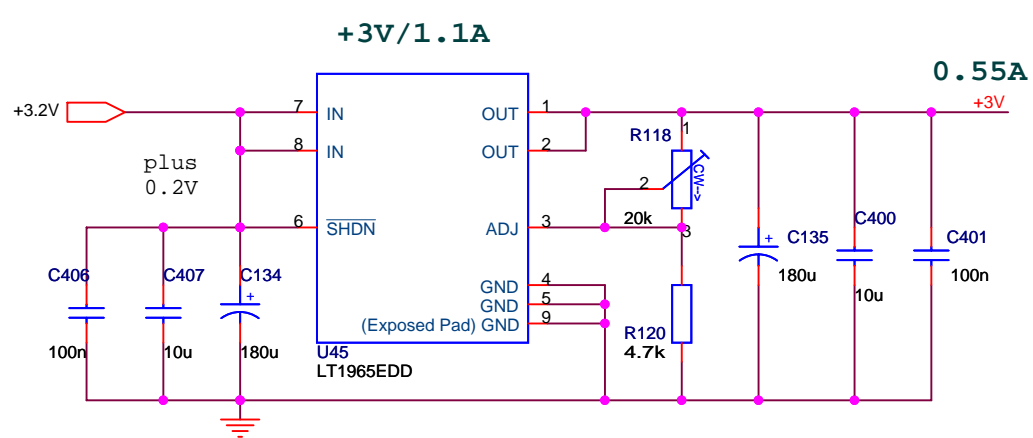 +3V/1.1A
0.55A
+3V
+3.2V
7
IN
OUT
1
8
IN
OUT
2
R118
1
2
CW->
20k
3
plus
0.2V
6
SHDN
ADJ
3
C406
C407
C134
+
100n
10u
180u
GND
4
GND
5
(Exposed Pad) GND
9
U45
LT1965EDD
R120
4.7k
+
C135
180u
C400
10u
C401
100n